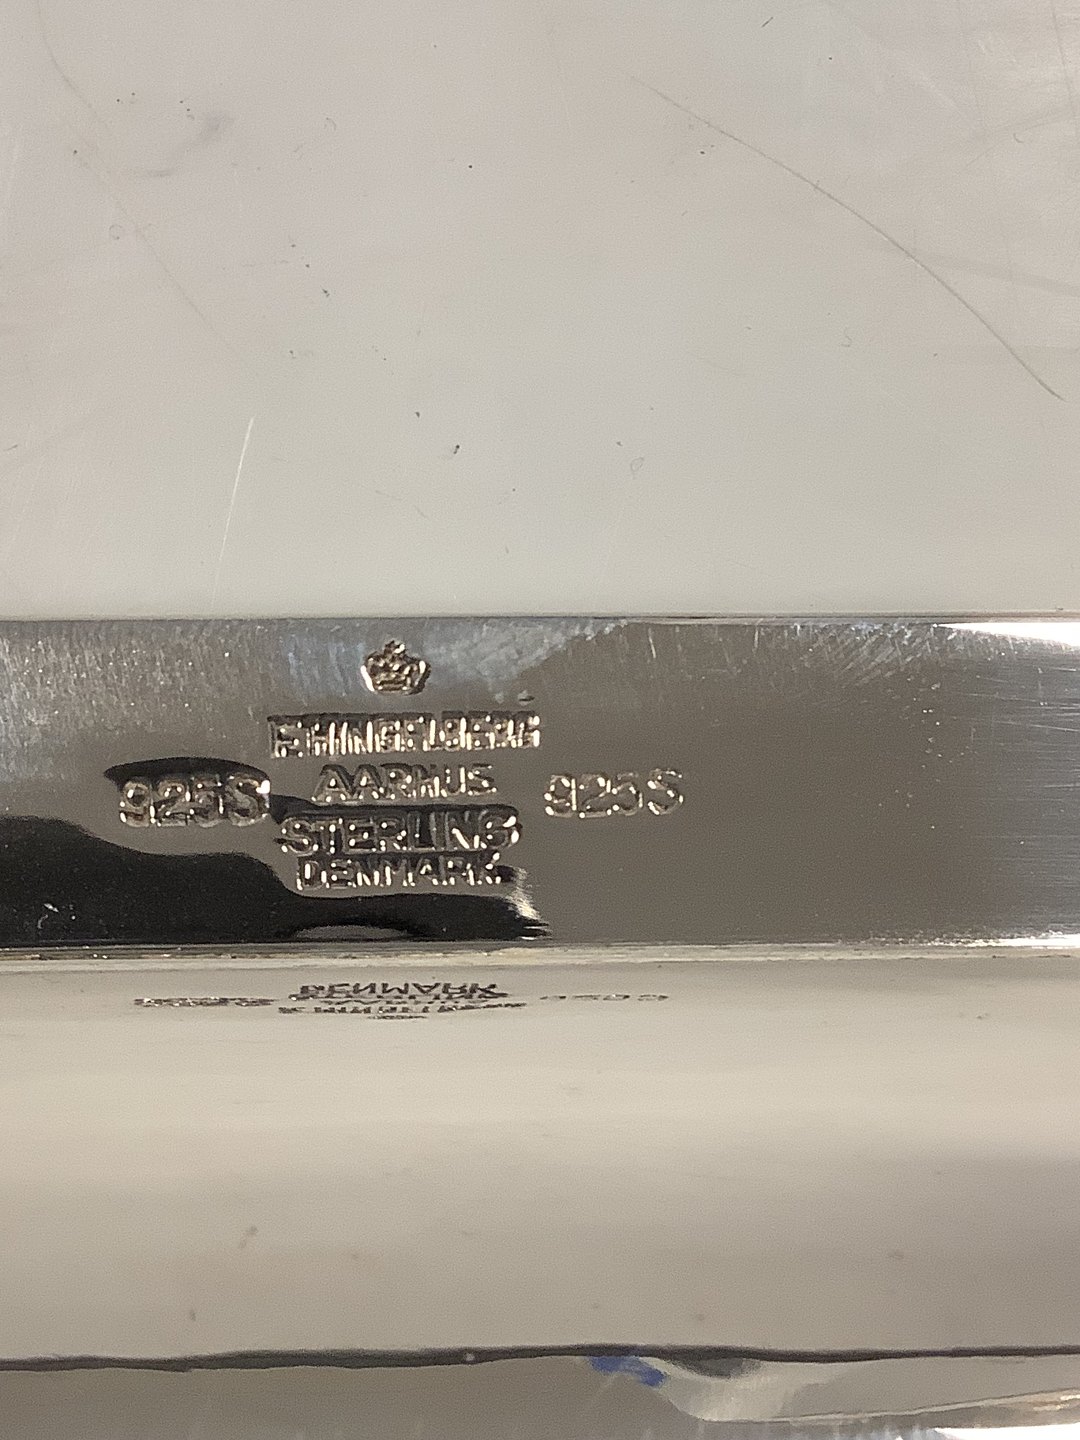 F. HINGELBERG
925S AARHUS 925S
STERLING
DENMARK